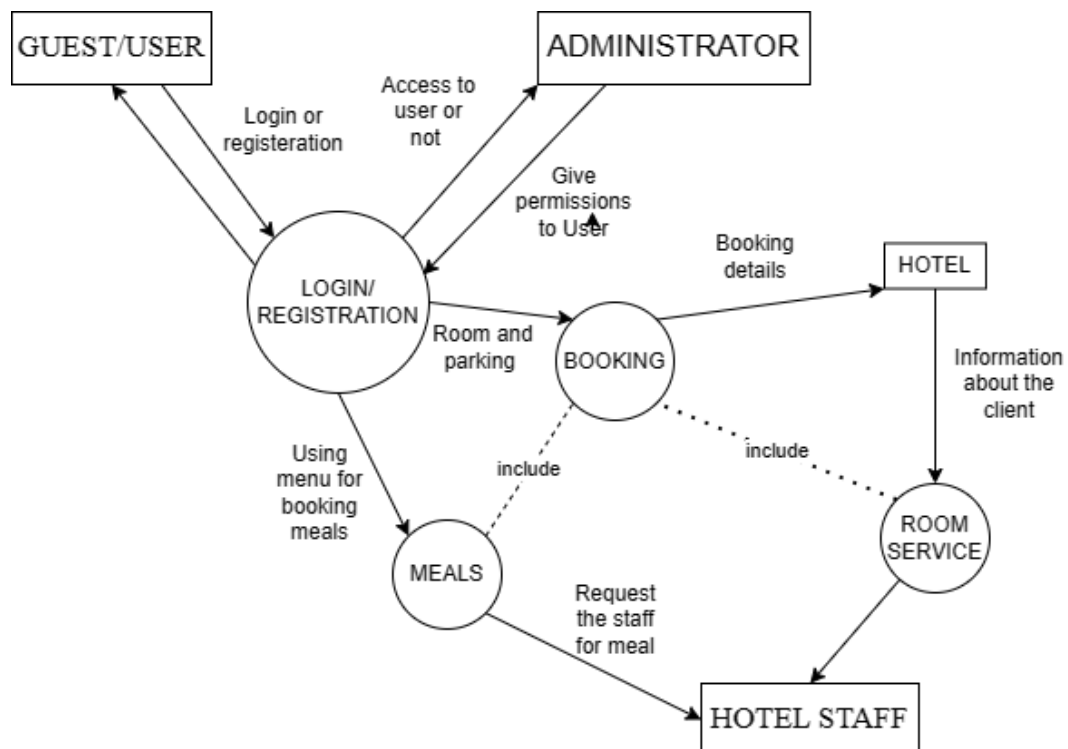 GUEST/USER
ADMINISTRATOR
Access to
user or
not
Login or
registeration
Give
permissions
to User
Booking
details
HOTEL
LOGIN/
REGISTRATION
Room and
parking
BOOKING
Information
about the
client
Using
menu for
booking
meals
include
include
ROOM
SERVICE
MEALS
Request
the staff
for meal
HOTEL STAFF